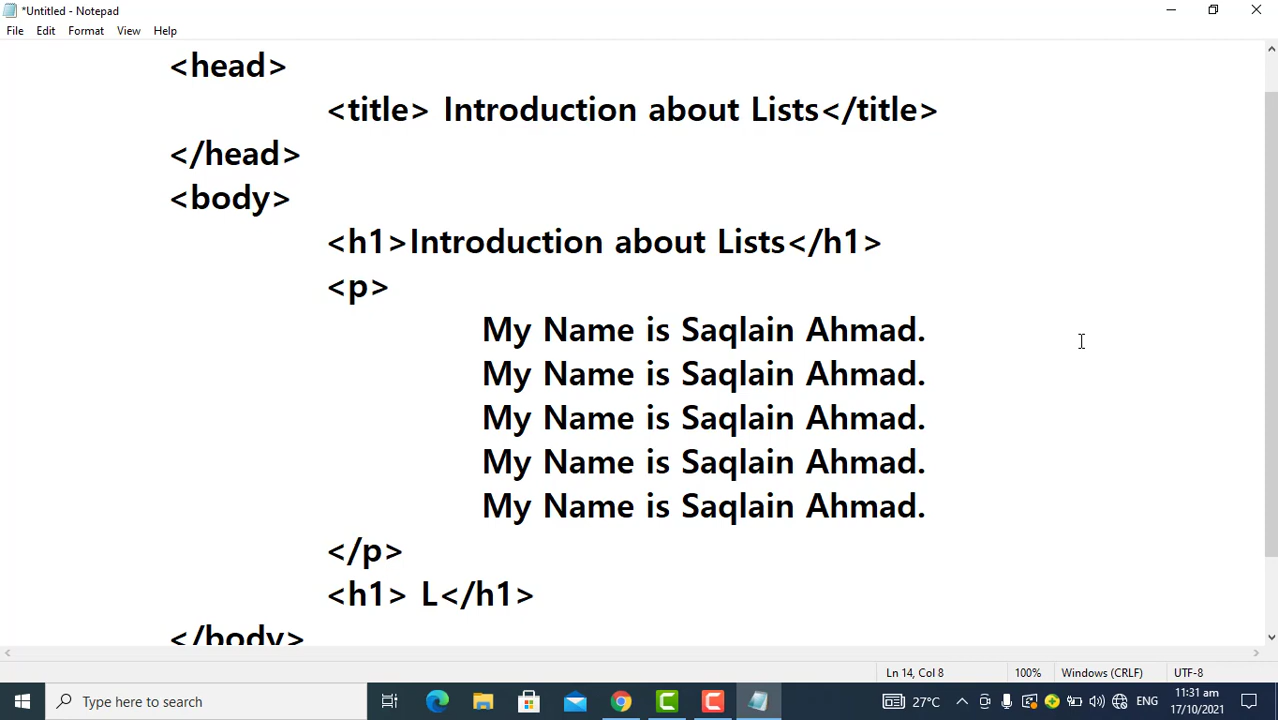 *Untitled - Notepad
File Edit Format View Help
<head>
<title> Introduction about Lists</title>
</head>
<body>
<h1>Introduction about Lists</h1>
<p>
My Name is Saqlain Ahmad.
My Name is Saqlain Ahmad.
My Name is Saqlain Ahmad.
My Name is Saqlain Ahmad.
My Name is Saqlain Ahmad.
</p>
<h1> L</h1>
</body>
Ln 14, Col 8 100% Windows (CRLF) UTF-8
Type here to search
27°C ENG 11:31 am
17/10/2021